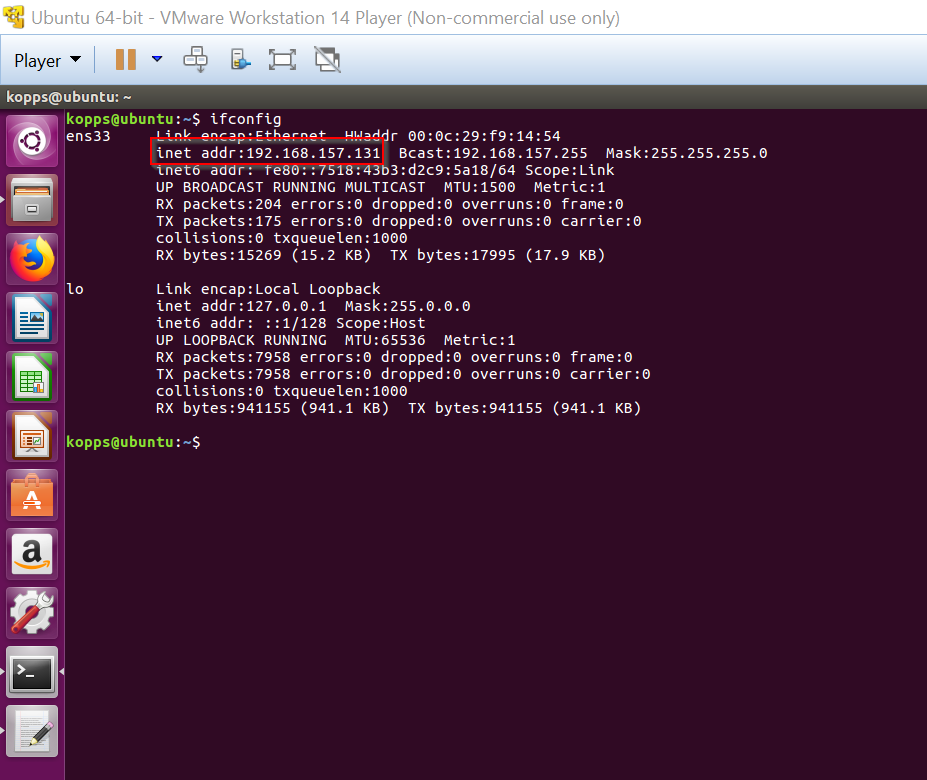 Ubuntu 64-bit - VMware Workstation 14 Player (Non-commercial use only)
Player
kopps@ubuntu: ~
kopps@ubuntu:~$ ifconfig
ens33     Link encap:Ethernet  HWaddr 00:0c:29:f9:14:54
          inet addr:192.168.157.131  Bcast:192.168.157.255  Mask:255.255.255.0
          inet6 addr: fe80::7518:43b3:d2c9:5a18/64 Scope:Link
          UP BROADCAST RUNNING MULTICAST  MTU:1500  Metric:1
          RX packets:204 errors:0 dropped:0 overruns:0 frame:0
          TX packets:175 errors:0 dropped:0 overruns:0 carrier:0
          collisions:0 txqueuelen:1000
          RX bytes:15269 (15.2 KB)  TX bytes:17995 (17.9 KB)
lo        Link encap:Local Loopback
          inet addr:127.0.0.1  Mask:255.0.0.0
          inet6 addr: ::1/128 Scope:Host
          UP LOOPBACK RUNNING  MTU:65536  Metric:1
          RX packets:7958 errors:0 dropped:0 overruns:0 frame:0
          TX packets:7958 errors:0 dropped:0 overruns:0 carrier:0
          collisions:0 txqueuelen:1000
          RX bytes:941155 (941.1 KB)  TX bytes:941155 (941.1 KB)
kopps@ubuntu:~$